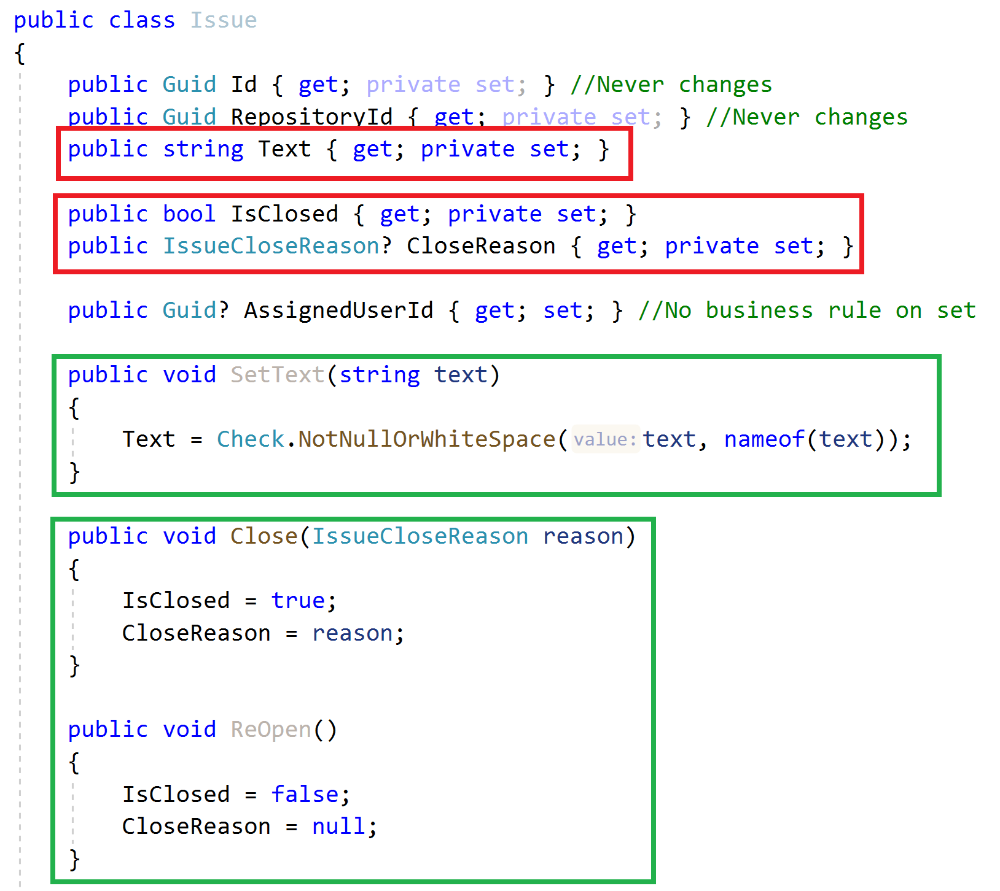 public class Issue
{
    public Guid Id { get; private set; } //Never changes
    public Guid RepositoryId { get; private set; } //Never changes
    public string Text { get; private set; }
    public bool IsClosed { get; private set; }
    public IssueCloseReason? CloseReason { get; private set; }
    public Guid? AssignedUserId { get; set; } //No business rule on set
    public void SetText(string text)
    {
        Text = Check.NotNullOrWhiteSpace(value:text, nameof(text));
    }
    public void Close(IssueCloseReason reason)
    {
        IsClosed = true;
        CloseReason = reason;
    }
    public void ReOpen()
    {
        IsClosed = false;
        CloseReason = null;
    }